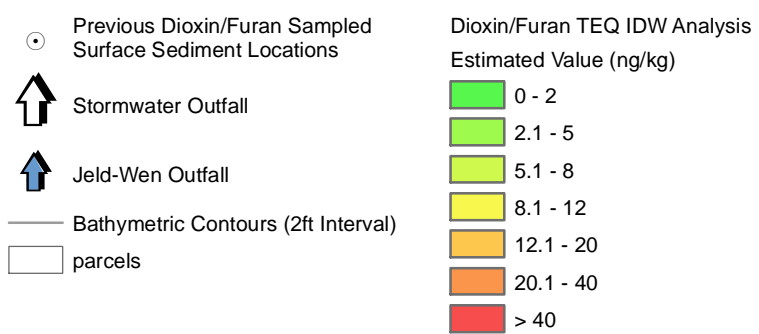 Previous Dioxin/Furan Sampled
Surface Sediment Locations
Stormwater Outfall
Jeld-Wen Outfall
Bathymetric Contours (2ft Interval)
parcels
Dioxin/Furan TEQ IDW Analysis
Estimated Value (ng/kg)
0 - 2
2.1 - 5
5.1 - 8
8.1 - 12
12.1 - 20
20.1 - 40
> 40